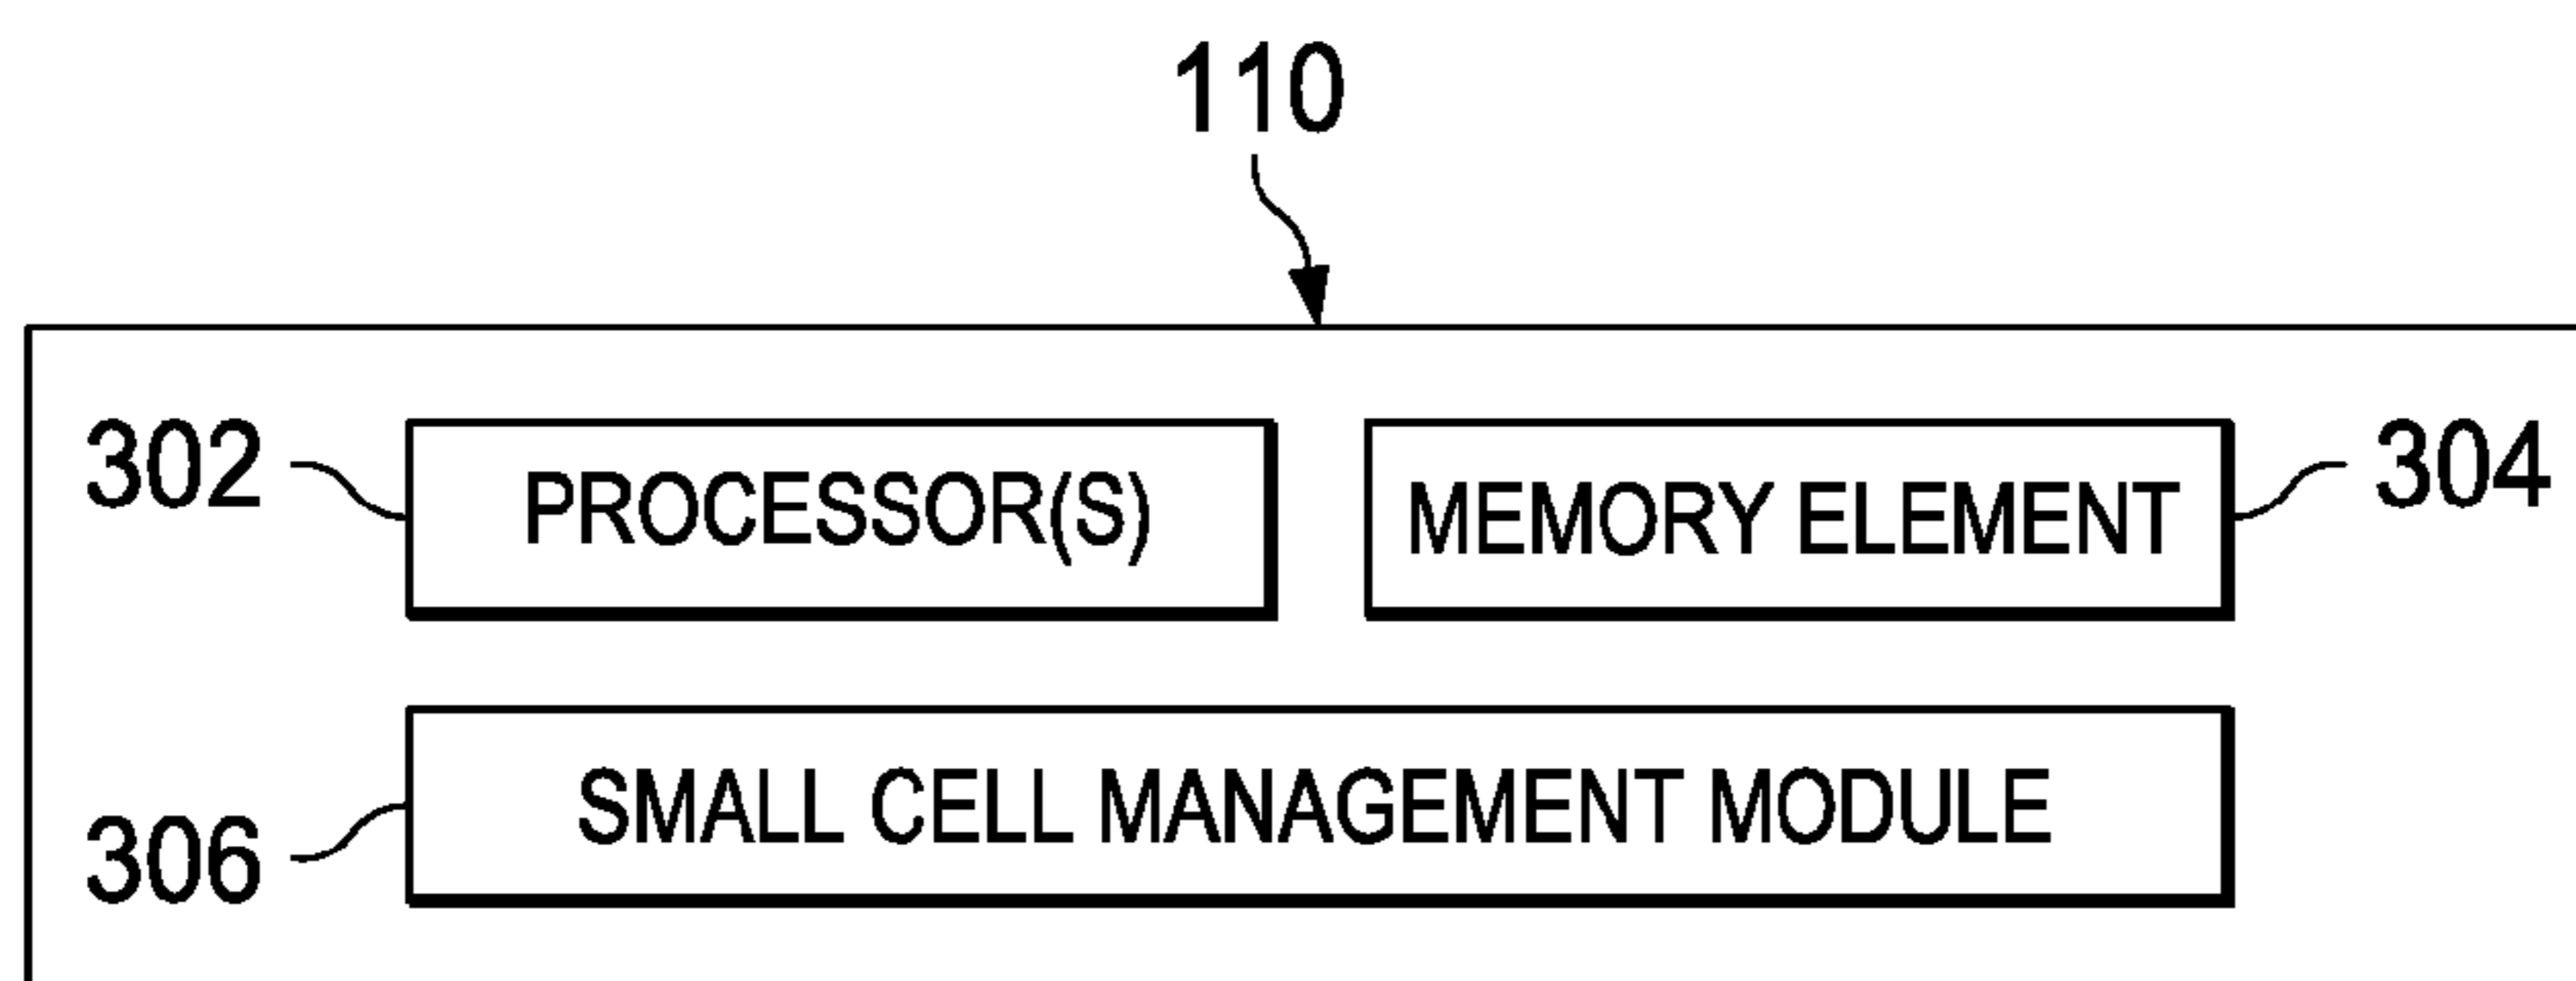 110
302
PROCESSOR(S)
MEMORY ELEMENT
304
306
SMALL CELL MANAGEMENT MODULE